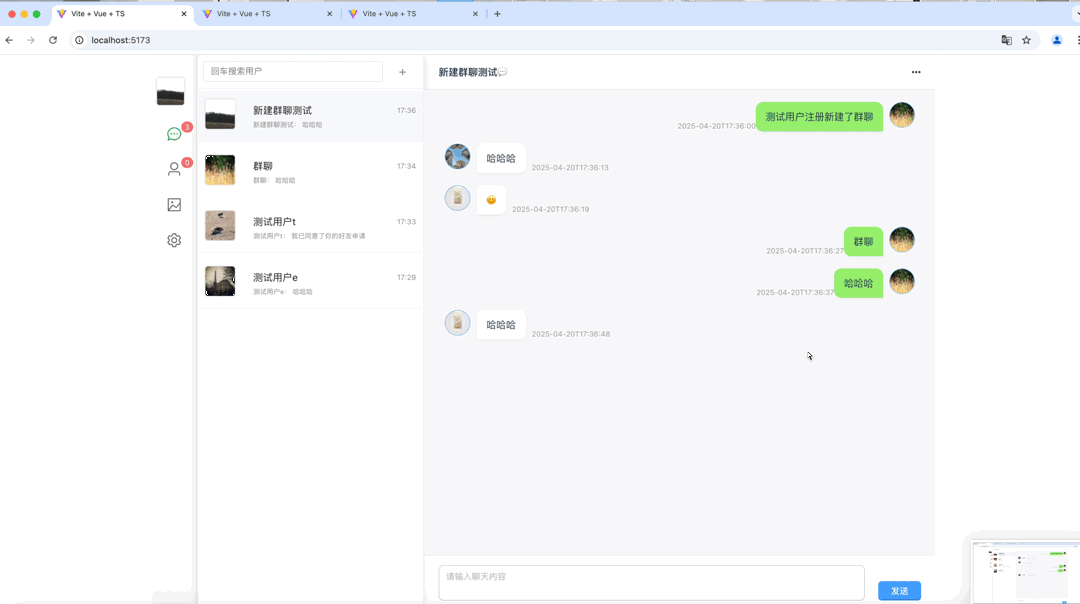 Vite + Vue + TS
Vite + Vue + TS
Vite + Vue + TS
localhost:5173
回车搜索用户
新建群聊测试
17:36
新建群聊测试: 哈哈哈
群聊
17:34
群聊: 哈哈哈
测试用户t
17:33
测试用户t: 我已同意了你的好友申请
测试用户e
17:29
测试用户e: 哈哈哈
3
0
新建群聊测试💬
2025-04-20T17:36:00
测试用户注册新建了群聊
哈哈哈
2025-04-20T17:36:13
😊
2025-04-20T17:36:19
2025-04-20T17:36:27
群聊
2025-04-20T17:36:37
哈哈哈
哈哈哈
2025-04-20T17:36:48
请输入聊天内容
发送